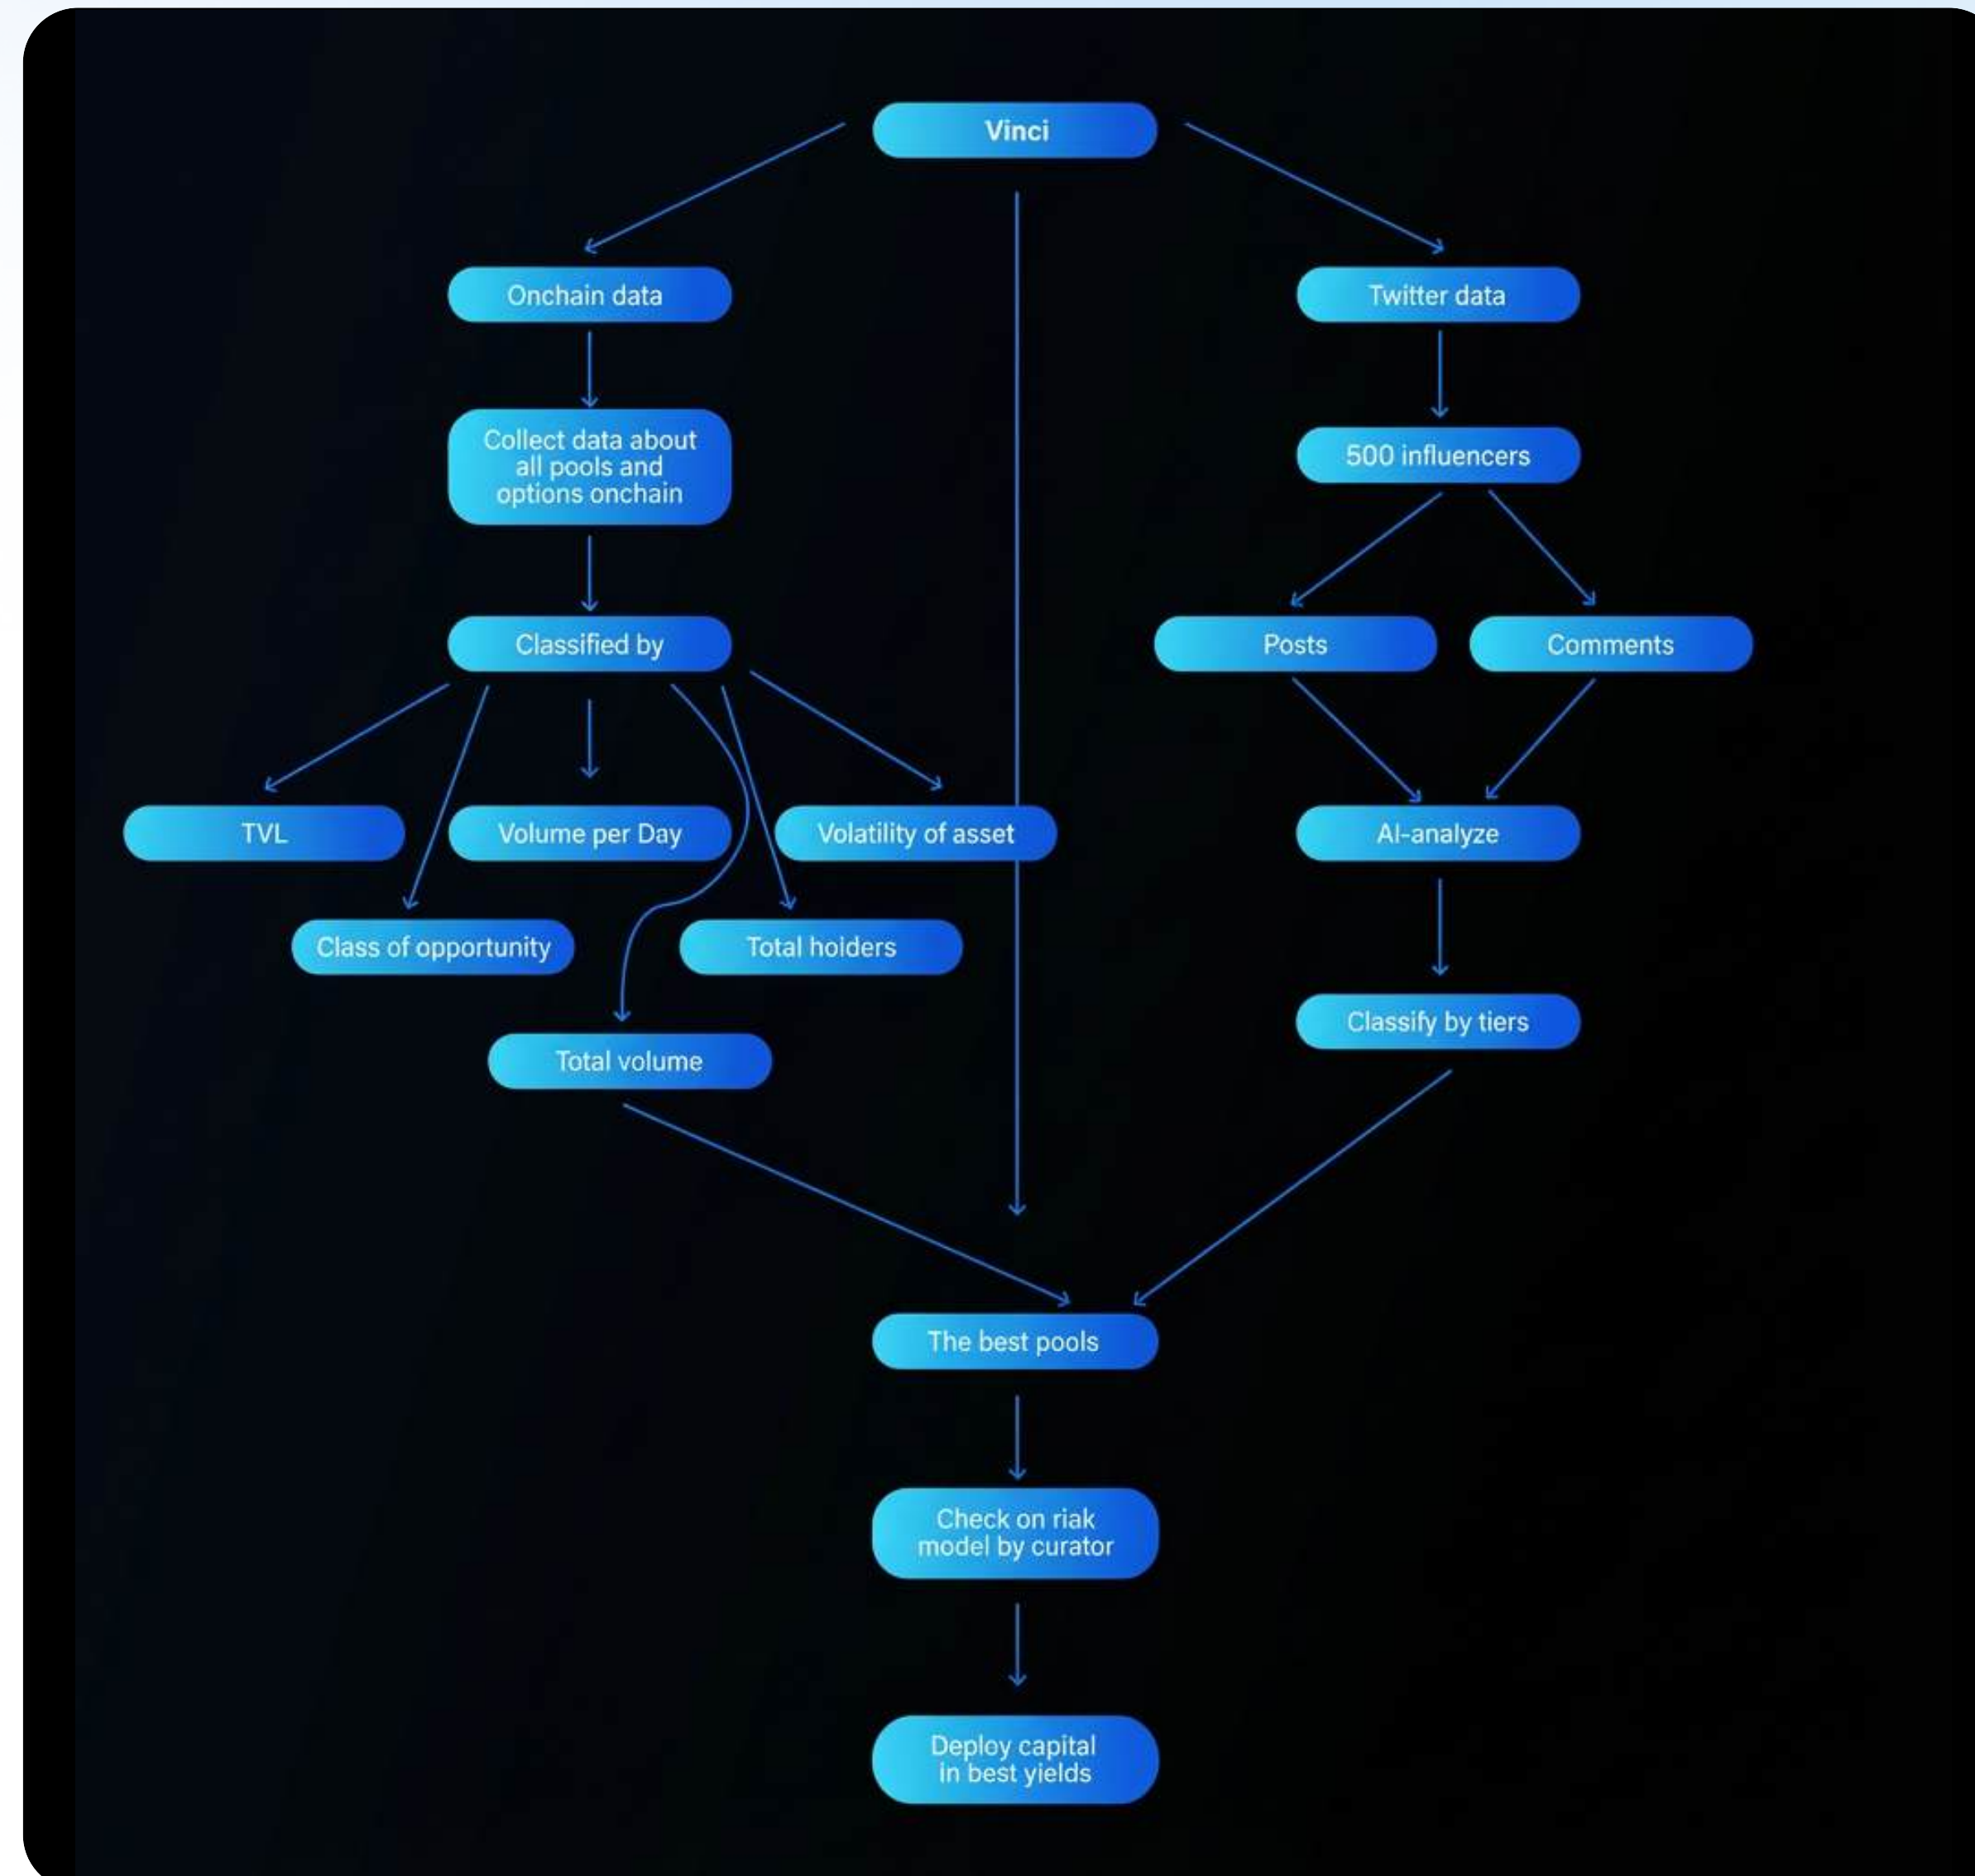 Vinci
Onchain data
Twitter data
Collect data about
all pools and
options onchain
500 influencers
Classified by
Posts
Comments
TVL
Volume per Day
Volatility of asset
AI-analyze
Class of opportunity
Total hoiders
Classify by tiers
Total volume
The best pools
Check on riak
model by curator
Deploy capital
in best yields